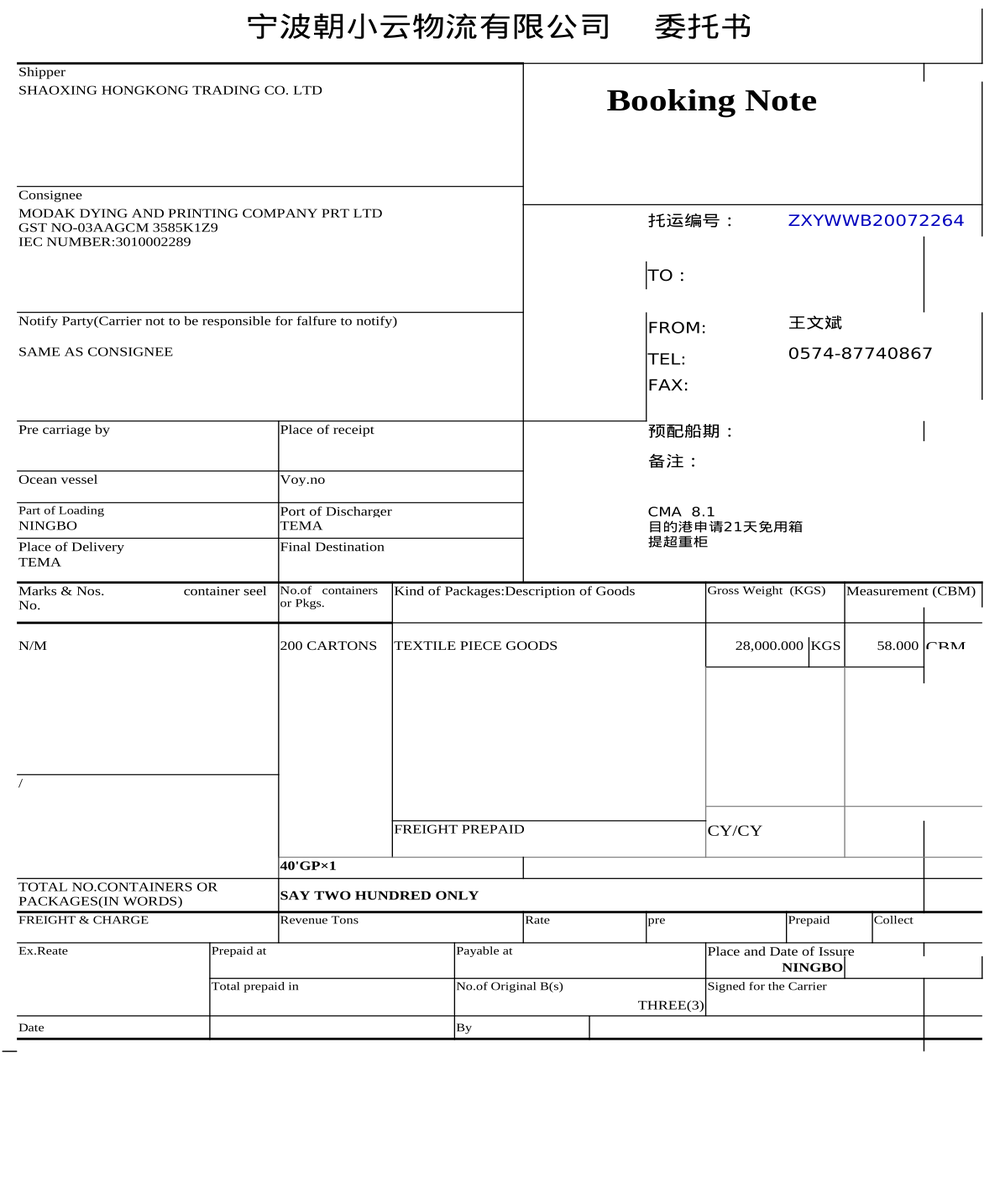 宁波朝小云物流有限公司 委托书
Shipper
SHAOXING HONGKONG TRADING CO. LTD
Booking Note
Consignee
MODAK DYING AND PRINTING COMPANY PRT LTD
GST NO-03AAGCM 3585K1Z9
IEC NUMBER:3010002289
托运编号： ZXYWWB20072264
TO：
Notify Party(Carrier not to be responsible for falfure to notify)
SAME AS CONSIGNEE
FROM: 王文斌
TEL: 0574-87740867
FAX:
Pre carriage by Place of receipt
预配船期：
备注：
Ocean vessel Voy.no
Part of Loading Port of Discharger
NINGBO TEMA
CMA 8.1
目的港申请21天免用箱
提超重柜
Place of Delivery Final Destination
TEMA
Marks & Nos. container seel No.of containers Kind of Packages:Description of Goods Gross Weight (KGS) Measurement (CBM)
No. or Pkgs.
N/M 200 CARTONS TEXTILE PIECE GOODS 28,000.000 KGS 58.000 CBM
/
FREIGHT PREPAID CY/CY
40'GP×1
TOTAL NO.CONTAINERS OR
PACKAGES(IN WORDS)
SAY TWO HUNDRED ONLY
FREIGHT & CHARGE Revenue Tons Rate pre Prepaid Collect
Ex.Reate Prepaid at Payable at Place and Date of Issure
NINGBO
Total prepaid in No.of Original B(s) Signed for the Carrier
THREE(3)
Date By